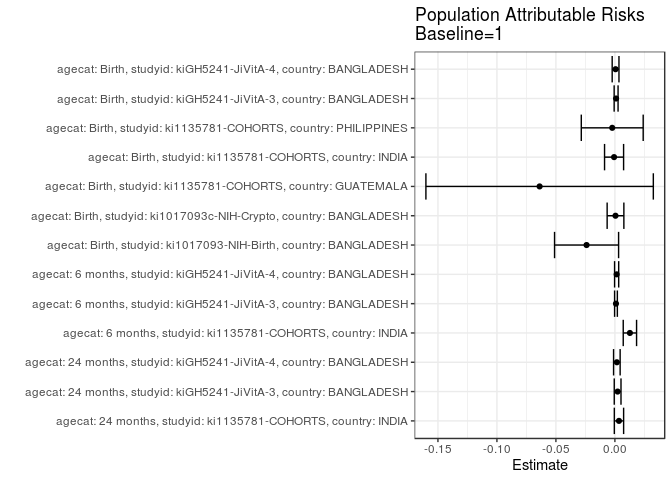 Population Attributable Risks
Baseline=1
agecat: Birth, studyid: kiGH5241-JiVitA-4, country: BANGLADESH
agecat: Birth, studyid: kiGH5241-JiVitA-3, country: BANGLADESH
agecat: Birth, studyid: ki1135781-COHORTS, country: PHILIPPINES
agecat: Birth, studyid: ki1135781-COHORTS, country: INDIA
agecat: Birth, studyid: ki1135781-COHORTS, country: GUATEMALA
agecat: Birth, studyid: ki1017093c-NIH-Crypto, country: BANGLADESH
agecat: Birth, studyid: ki1017093-NIH-Birth, country: BANGLADESH
agecat: 6 months, studyid: kiGH5241-JiVitA-4, country: BANGLADESH
agecat: 6 months, studyid: kiGH5241-JiVitA-3, country: BANGLADESH
agecat: 6 months, studyid: ki1135781-COHORTS, country: INDIA
agecat: 24 months, studyid: kiGH5241-JiVitA-4, country: BANGLADESH
agecat: 24 months, studyid: kiGH5241-JiVitA-3, country: BANGLADESH
agecat: 24 months, studyid: ki1135781-COHORTS, country: INDIA
-0.15 -0.10 -0.05 0.00
Estimate